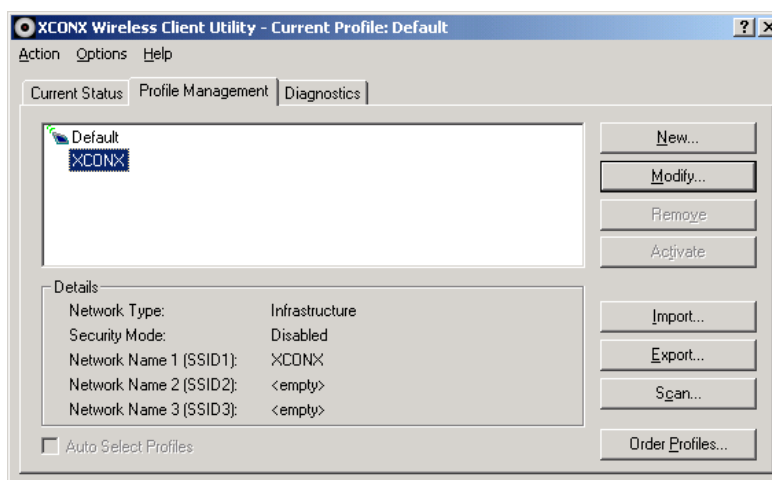 XCONX Wireless Client Utility - Current Profile: Default
? X
Action Options Help
Current Status Profile Management Diagnostics
Default
XCONX
New...
Modify...
Remove
Activate
Details
Network Type: Infrastructure
Security Mode: Disabled
Network Name 1 (SSID1): XCONX
Network Name 2 (SSID2): <empty>
Network Name 3 (SSID3): <empty>
Import...
Export...
Scan...
Auto Select Profiles
Order Profiles...